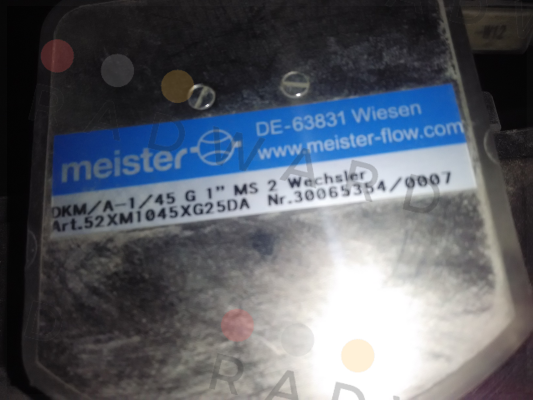 meister
DE-63831 Wiesen
www.meister-flow.com
DKM/A-1/45 G 1" MS 2 Wechsler
Art.52XM1045XG25DA Nr.30065354/0007